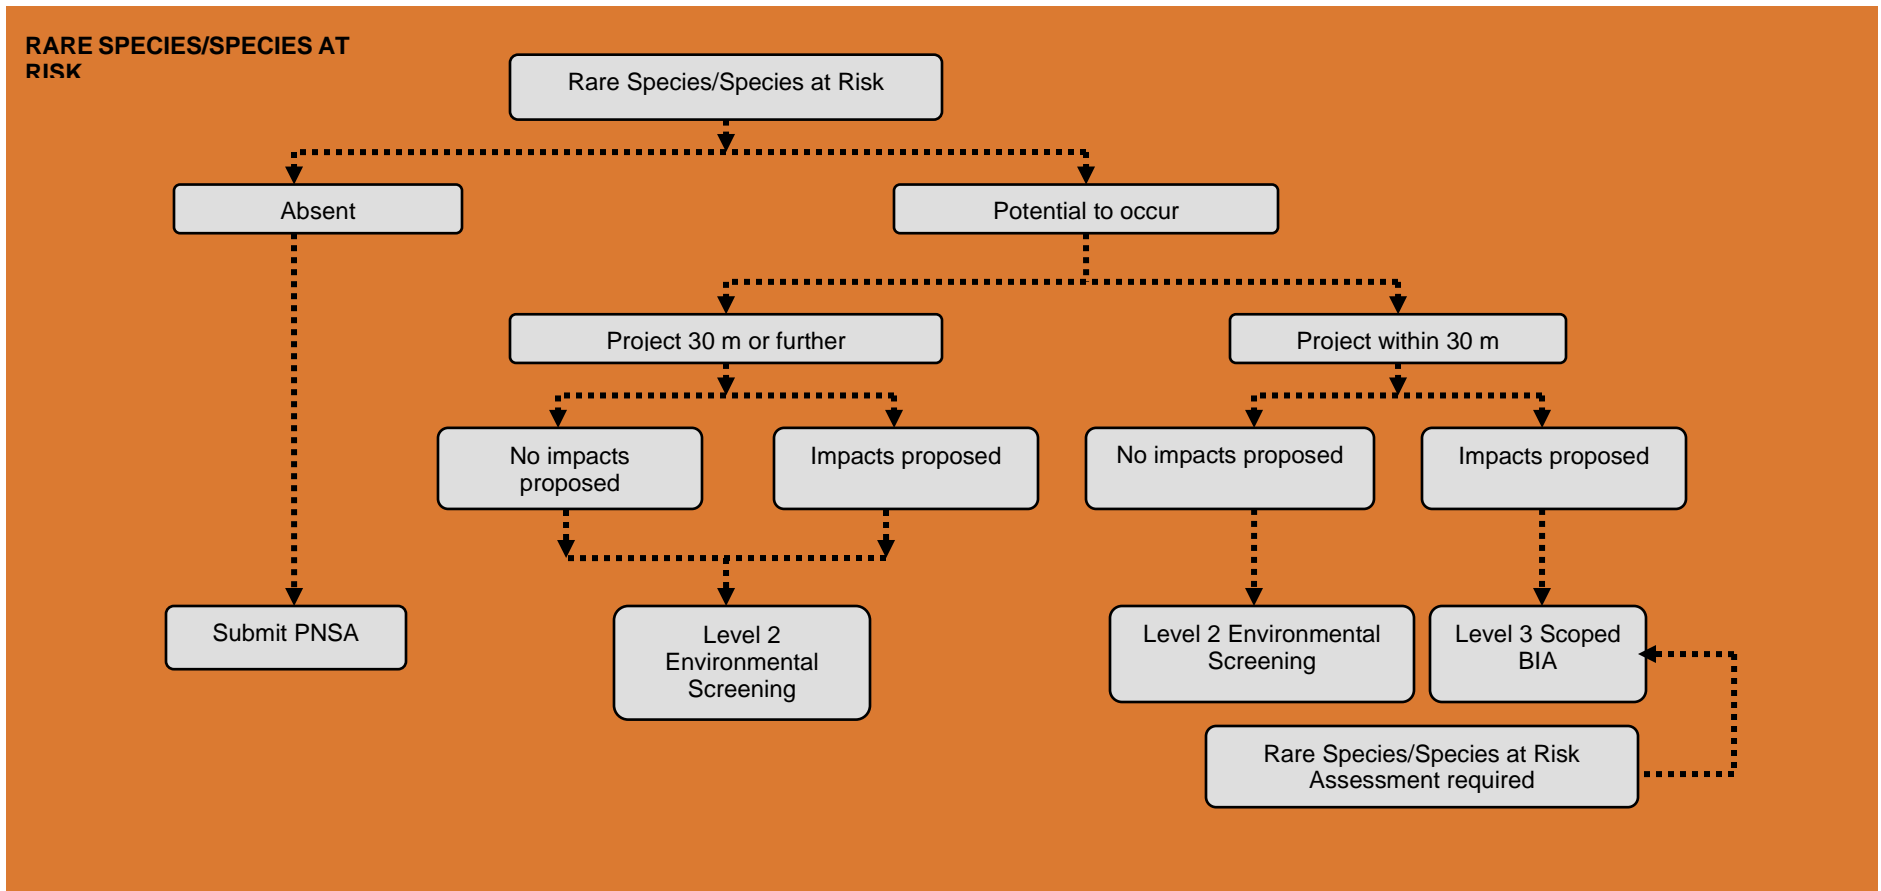 RARE SPECIES/SPECIES AT
RISK
Rare Species/Species at Risk
Absent
Potential to occur
Project 30 m or further
Project within 30 m
No impacts
proposed
Impacts proposed
No impacts proposed
Impacts proposed
Submit PNSA
Level 2
Environmental
Screening
Level 2 Environmental
Screening
Level 3 Scoped
BIA
Rare Species/Species at Risk
Assessment required